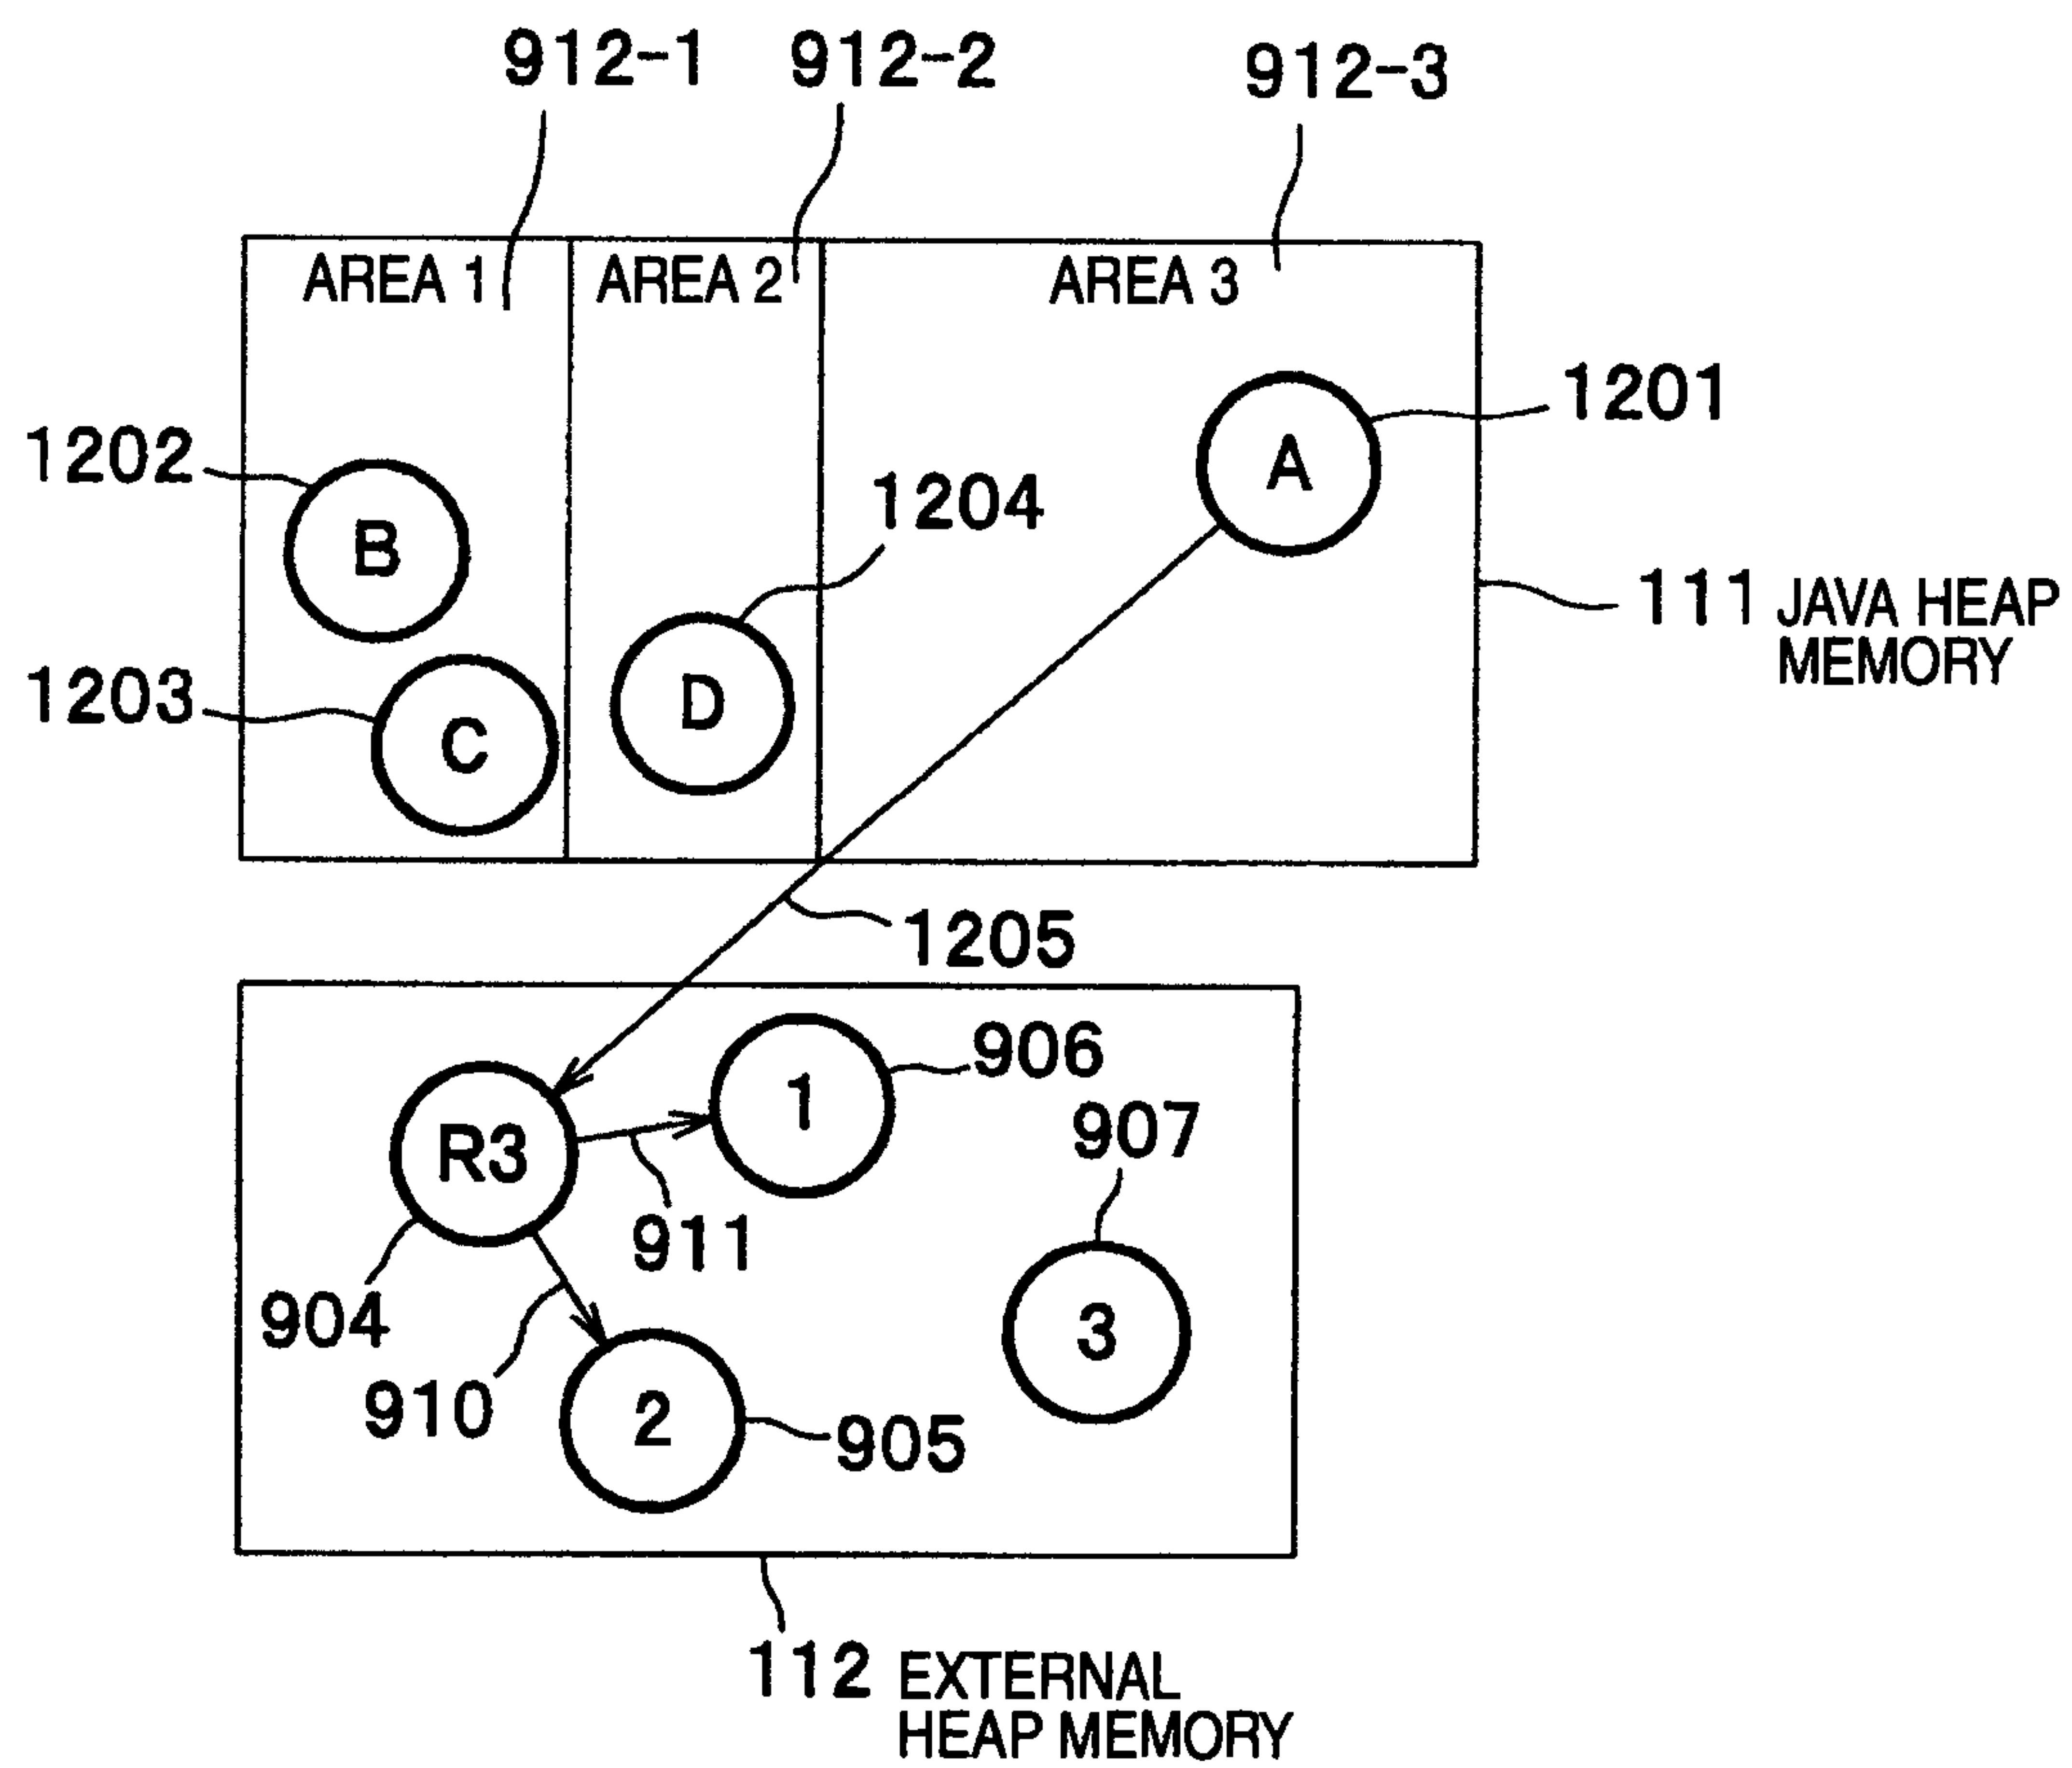 912-1 912-2 912-3
AREA 1 AREA 2 AREA 3
1201
1202
A
1204
B
111 JAVA HEAP
MEMORY
1203
D
C
1205
906
1
907
R3
911
904
3
910
2
905
112 EXTERNAL
HEAP MEMORY